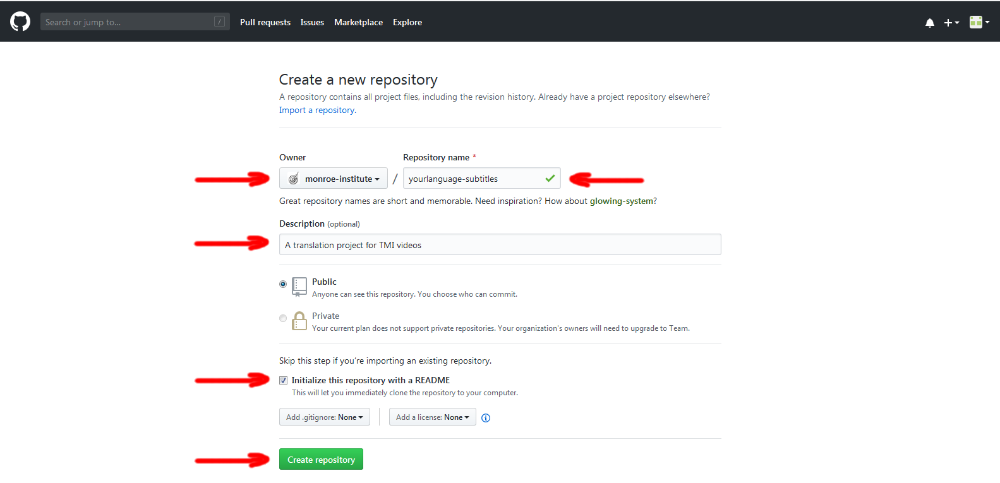 Search or jump to... / Pull requests Issues Marketplace Explore
Create a new repository
A repository contains all project files, including the revision history. Already have a project repository elsewhere?
Import a repository.
Owner Repository name *
monroe-institute / yourlanguage-subtitles
Great repository names are short and memorable. Need inspiration? How about glowing-system?
Description (optional)
A translation project for TMI videos
Public
Anyone can see this repository. You choose who can commit.
Private
Your current plan does not support private repositories. Your organization's owners will need to upgrade to Team.
Skip this step if you're importing an existing repository.
Initialize this repository with a README
This will let you immediately clone the repository to your computer.
Add .gitignore: None Add a license: None
Create repository